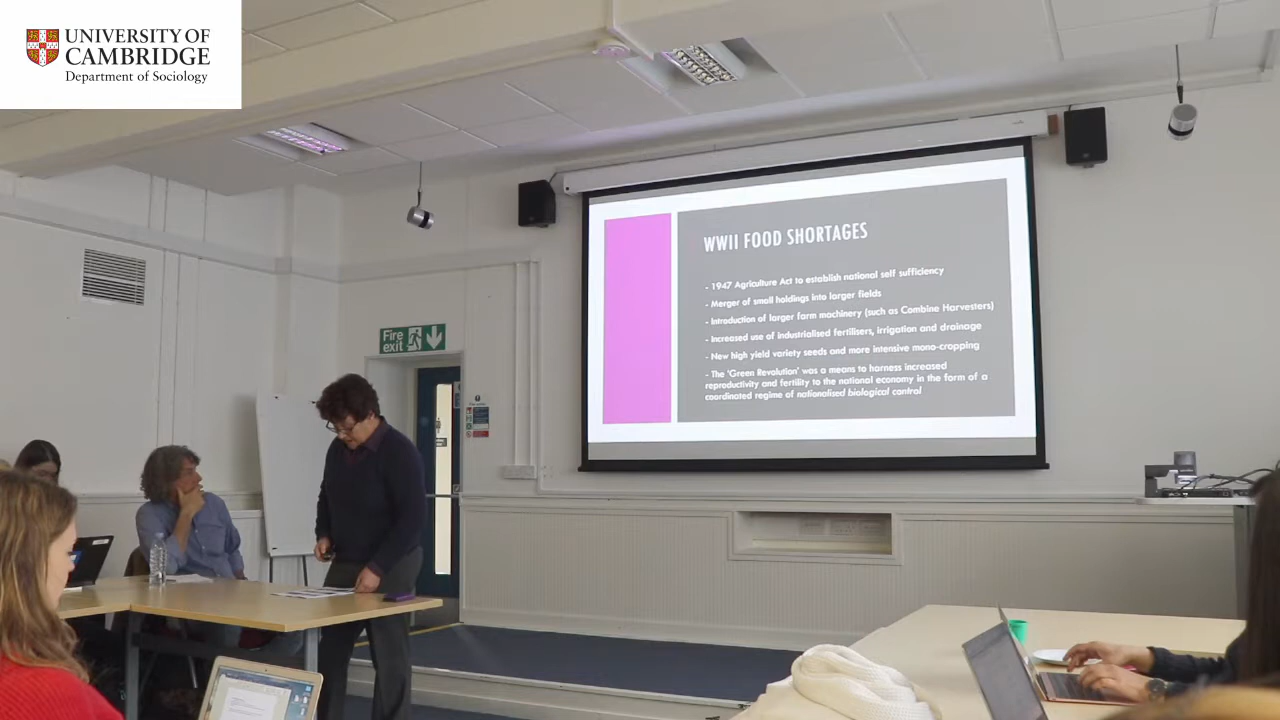 UNIVERSITY OF
CAMBRIDGE
Department of Sociology
WWII FOOD SHORTAGES
- 1947 Agriculture Act to establish national self sufficiency
- Merger of small holdings into larger fields
- Introduction of larger farm machinery (such as Combine Harvesters)
- Increased use of industrialised fertilisers, irrigation and drainage
- New high yield variety seeds and more intensive mono-cropping
- The 'Green Revolution' was a means to harness increased
reproductivity and fertility to the national economy in the form of a
coordinated regime of nationalised biological control
Fire
exit